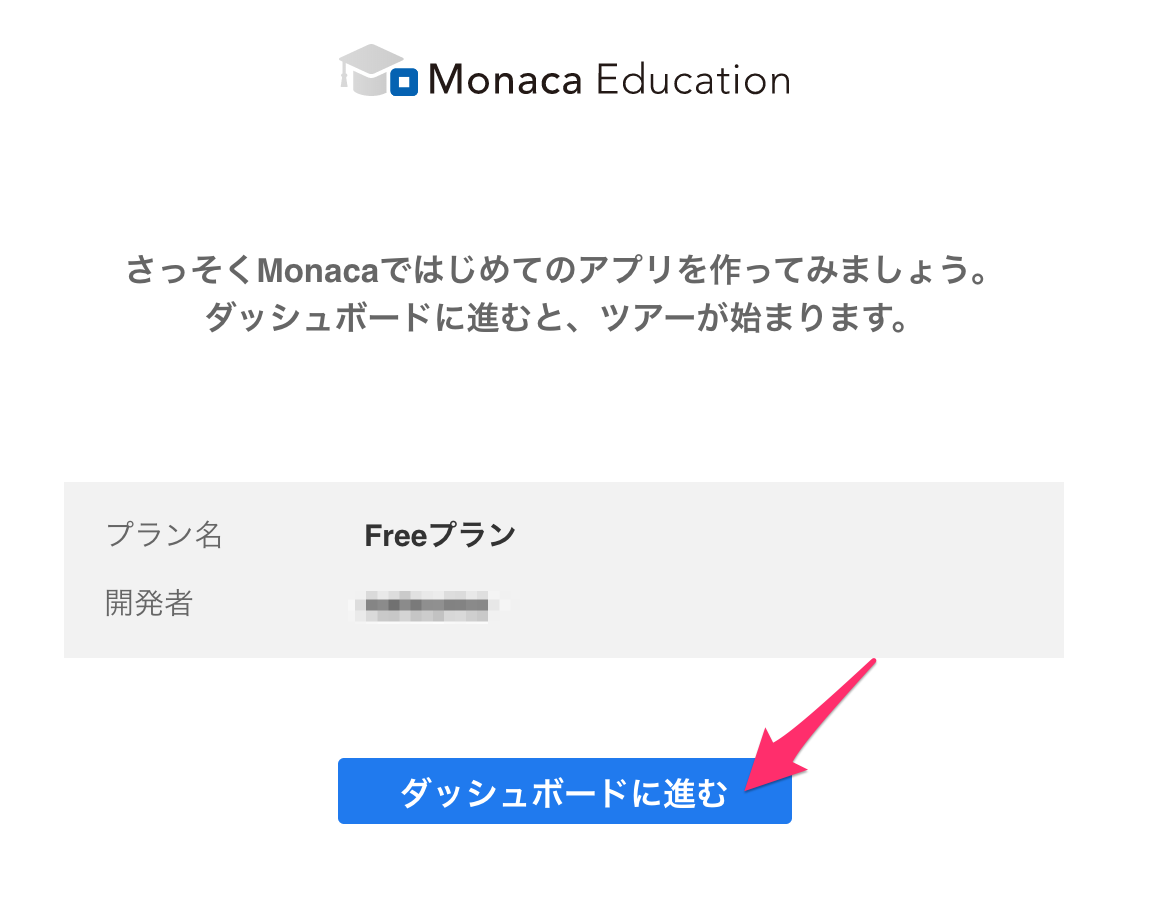 Monaca Education
さっそくMonacaではじめてのアプリを作ってみましょう。
ダッシュボードに進むと、ツアーが始まります。
プラン名 Freeプラン
開発者
ダッシュボードに進む